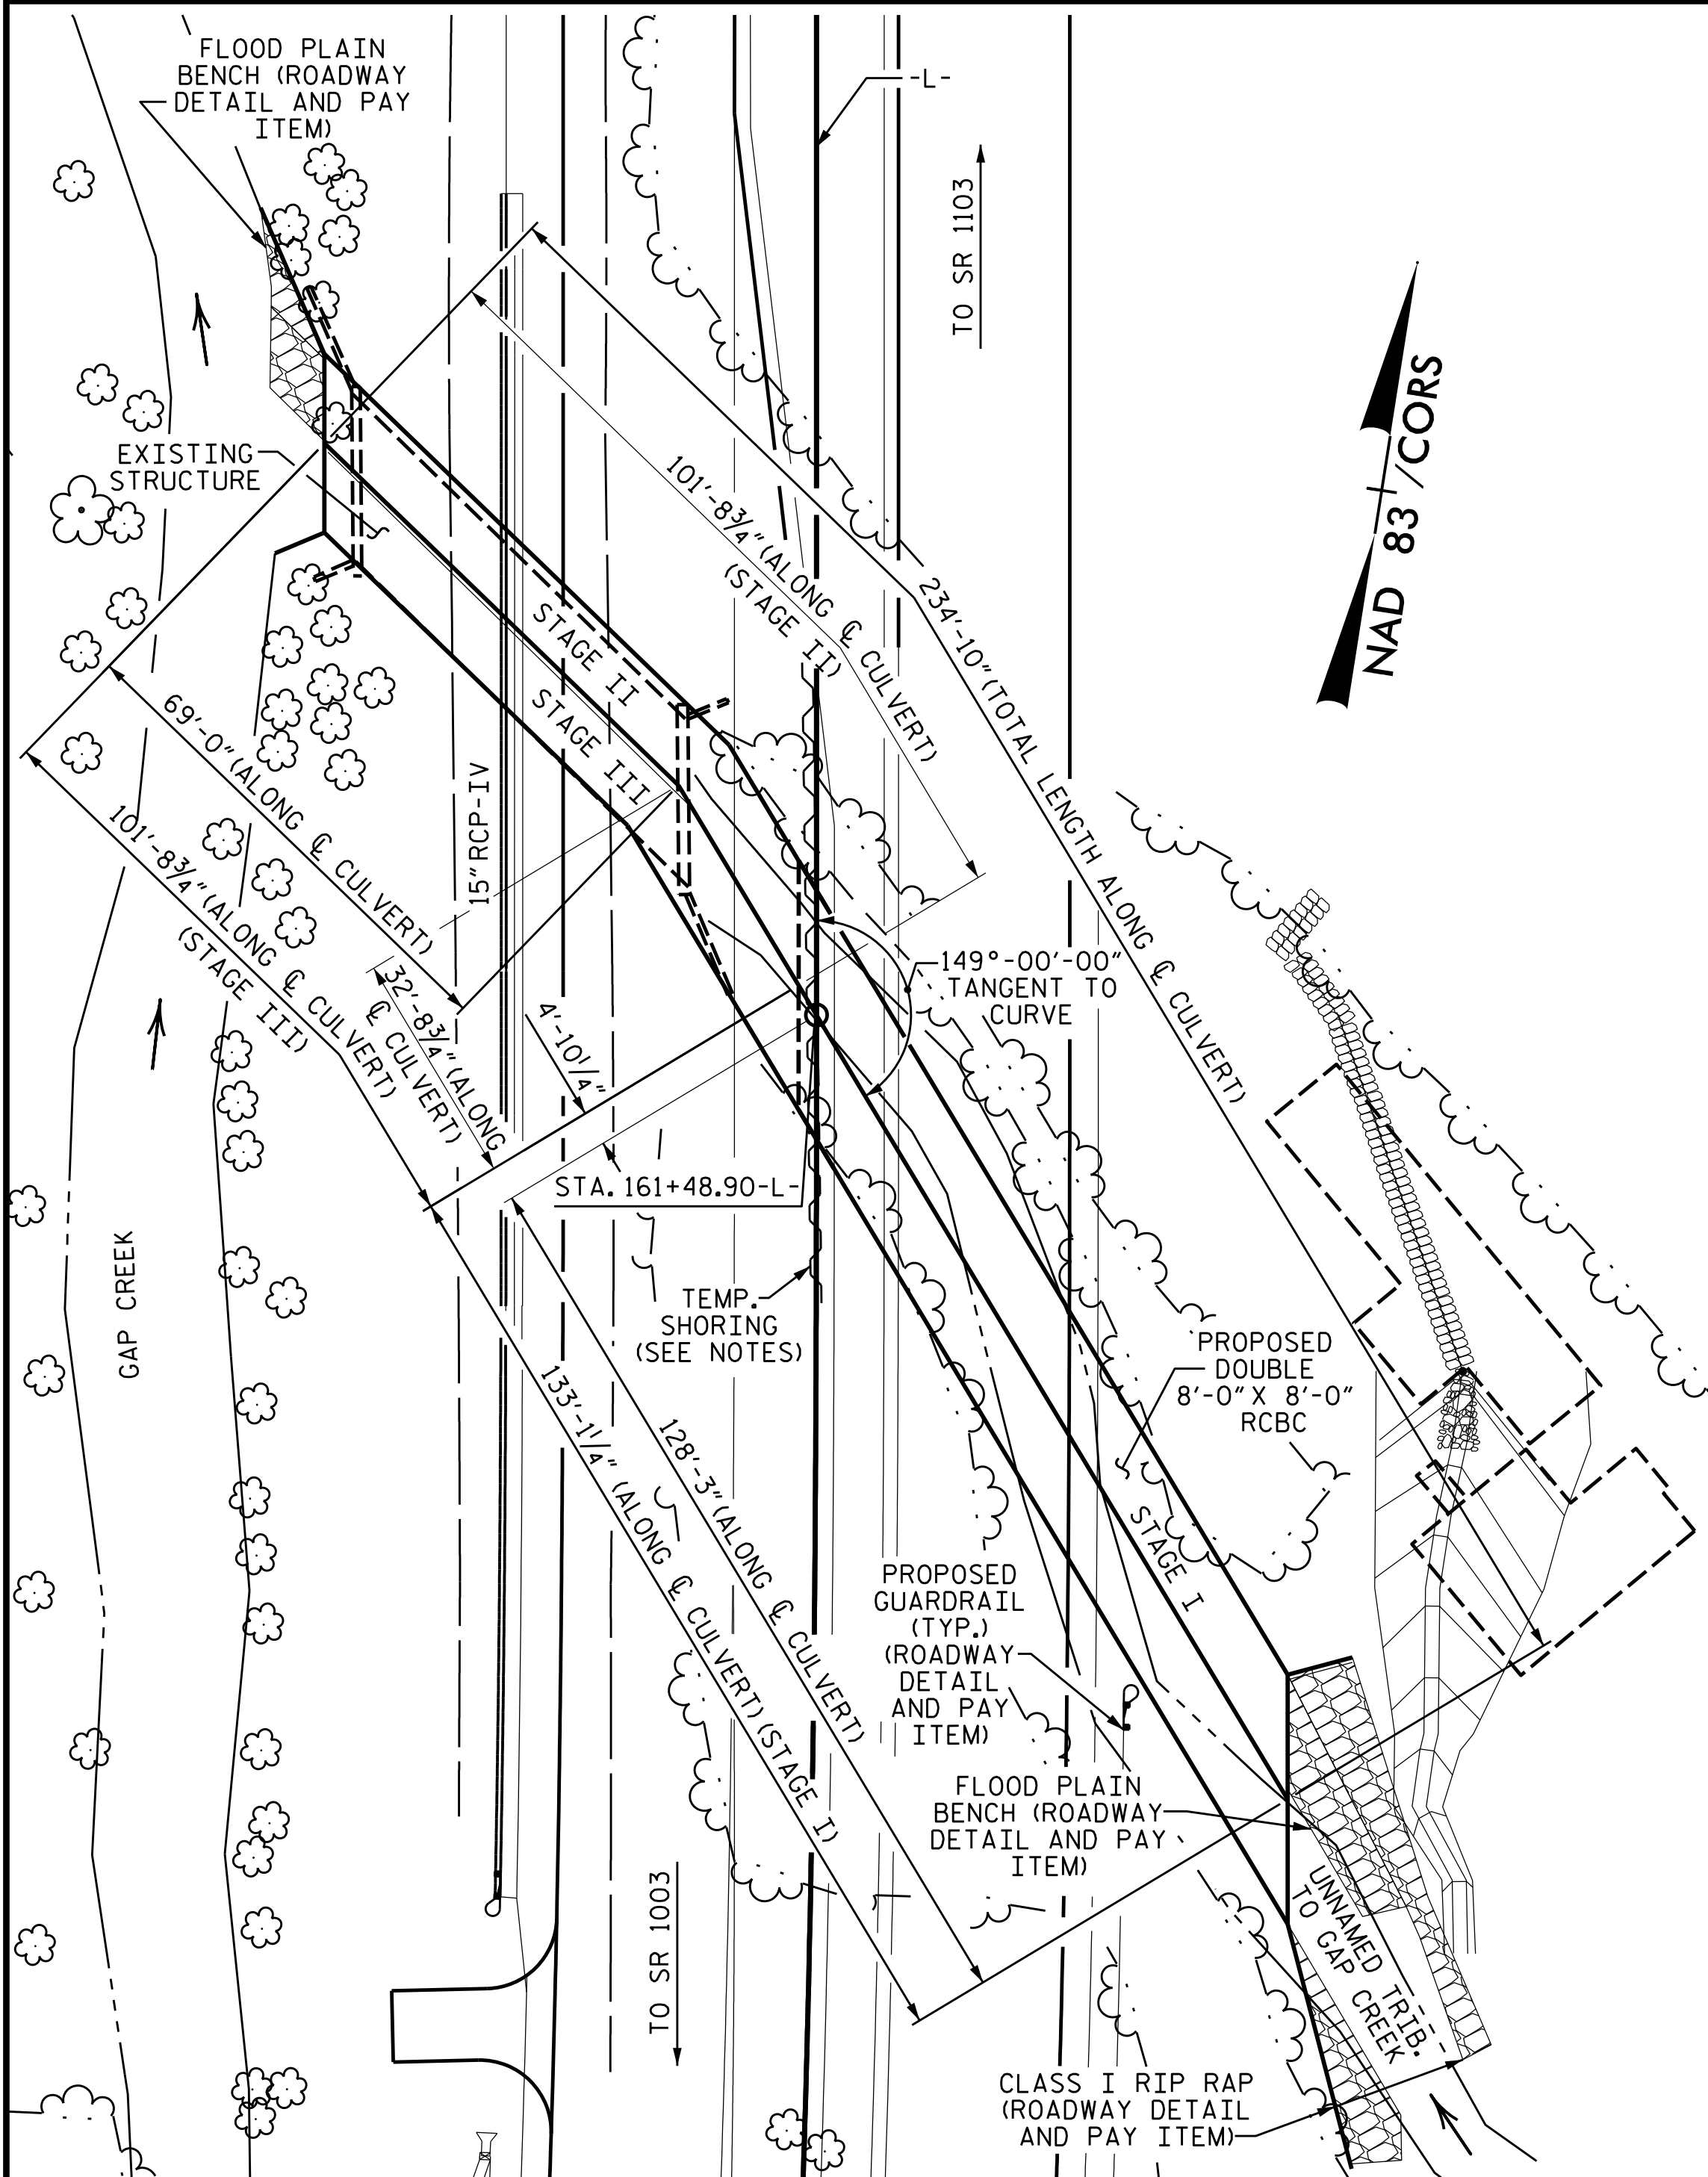 FLOOD PLAIN
BENCH (ROADWAY
DETAIL AND PAY
ITEM)
-L-
TO SR 1103
NAD 83 /CORS
EXISTING
STRUCTURE
101'-8¾" (ALONG ℄ CULVERT)
(STAGE II)
234'-10" (TOTAL LENGTH ALONG ℄ CULVERT)
STAGE II
STAGE III
69'-0" (ALONG ℄ CULVERT)
101'-8¾" (ALONG ℄ CULVERT)
(STAGE III)
15" RCP-IV
32'-8¾" (ALONG
℄ CULVERT)
4'-10¼"
149°-00'-00"
TANGENT TO
CURVE
STA. 161+48.90 -L-
GAP CREEK
TEMP.
SHORING
(SEE NOTES)
PROPOSED
DOUBLE
8'-0" X 8'-0"
RCBC
133'-1¼" (ALONG ℄ CULVERT) (STAGE I)
128'-3" (ALONG ℄ CULVERT)
STAGE I
PROPOSED
GUARDRAIL
(TYP.)
(ROADWAY
DETAIL
AND PAY
ITEM)
FLOOD PLAIN
BENCH (ROADWAY
DETAIL AND PAY
ITEM)
UNNAMED TRIB.
TO GAP CREEK
TO SR 1003
CLASS I RIP RAP
(ROADWAY DETAIL
AND PAY ITEM)